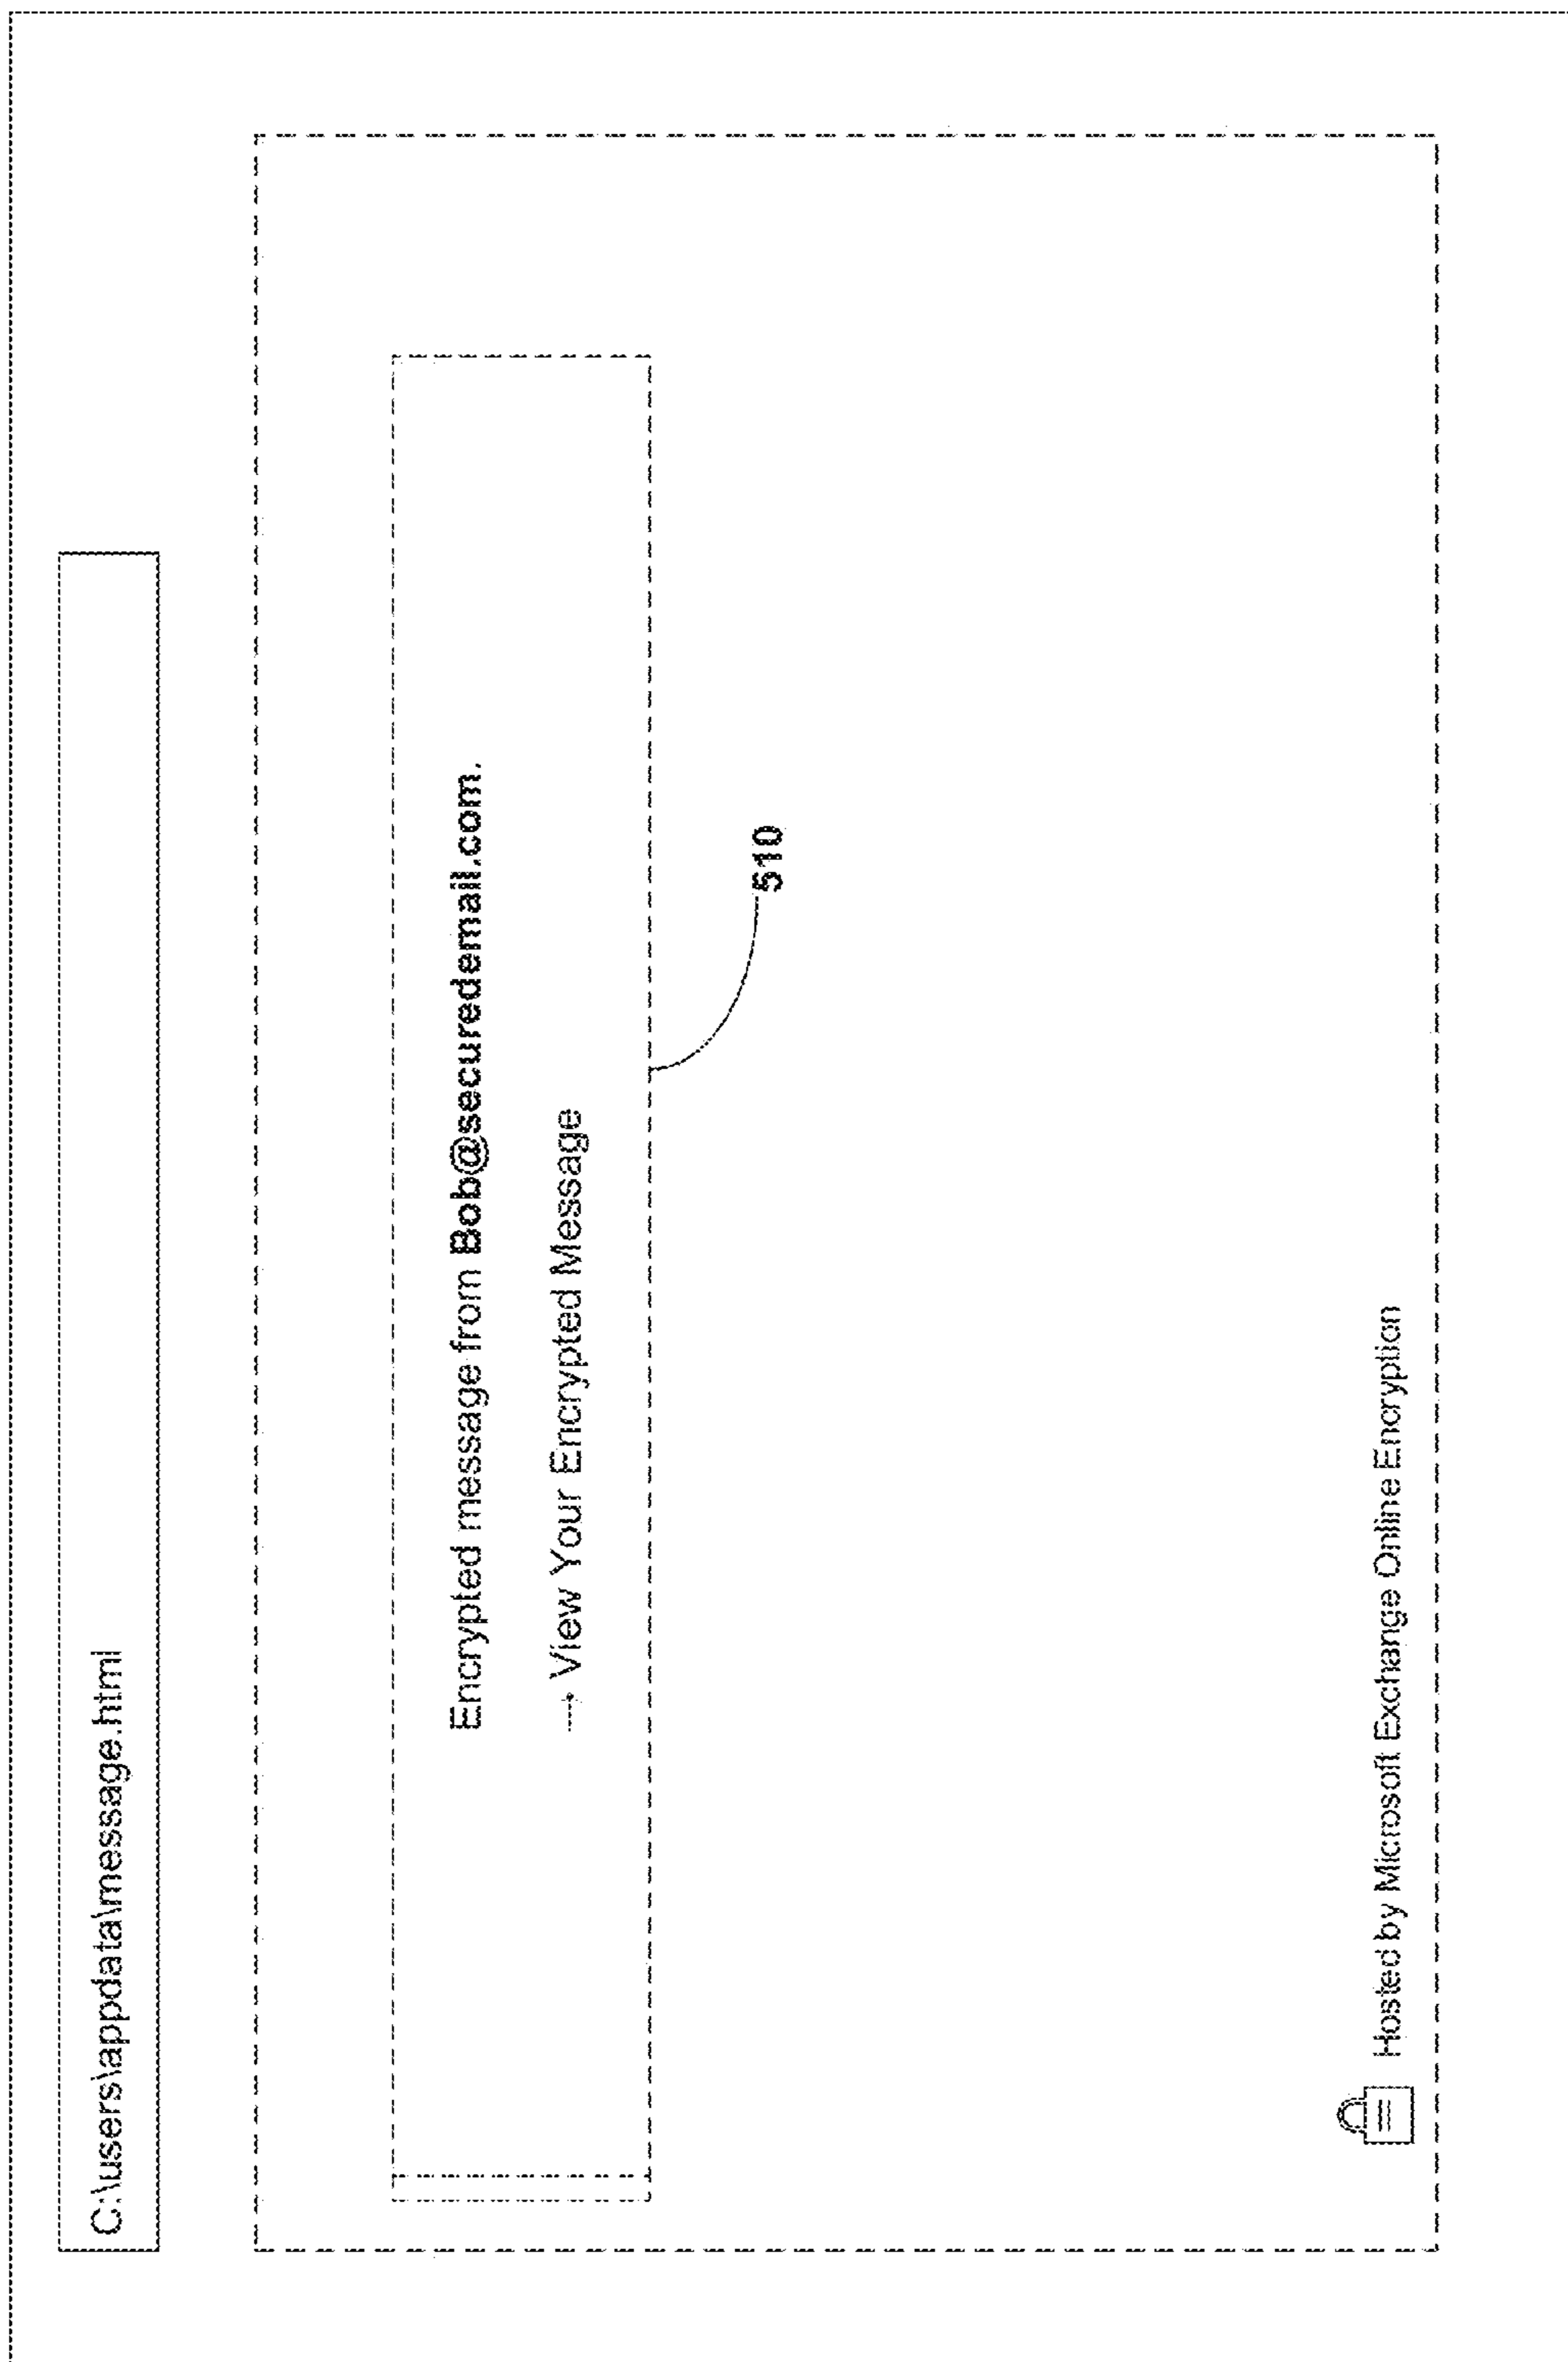 C:\users\appdata\message.html
Encrypted message from Bob@securedemail.com.
→ View Your Encrypted Message
510
Hosted by Microsoft Exchange Online Encryption